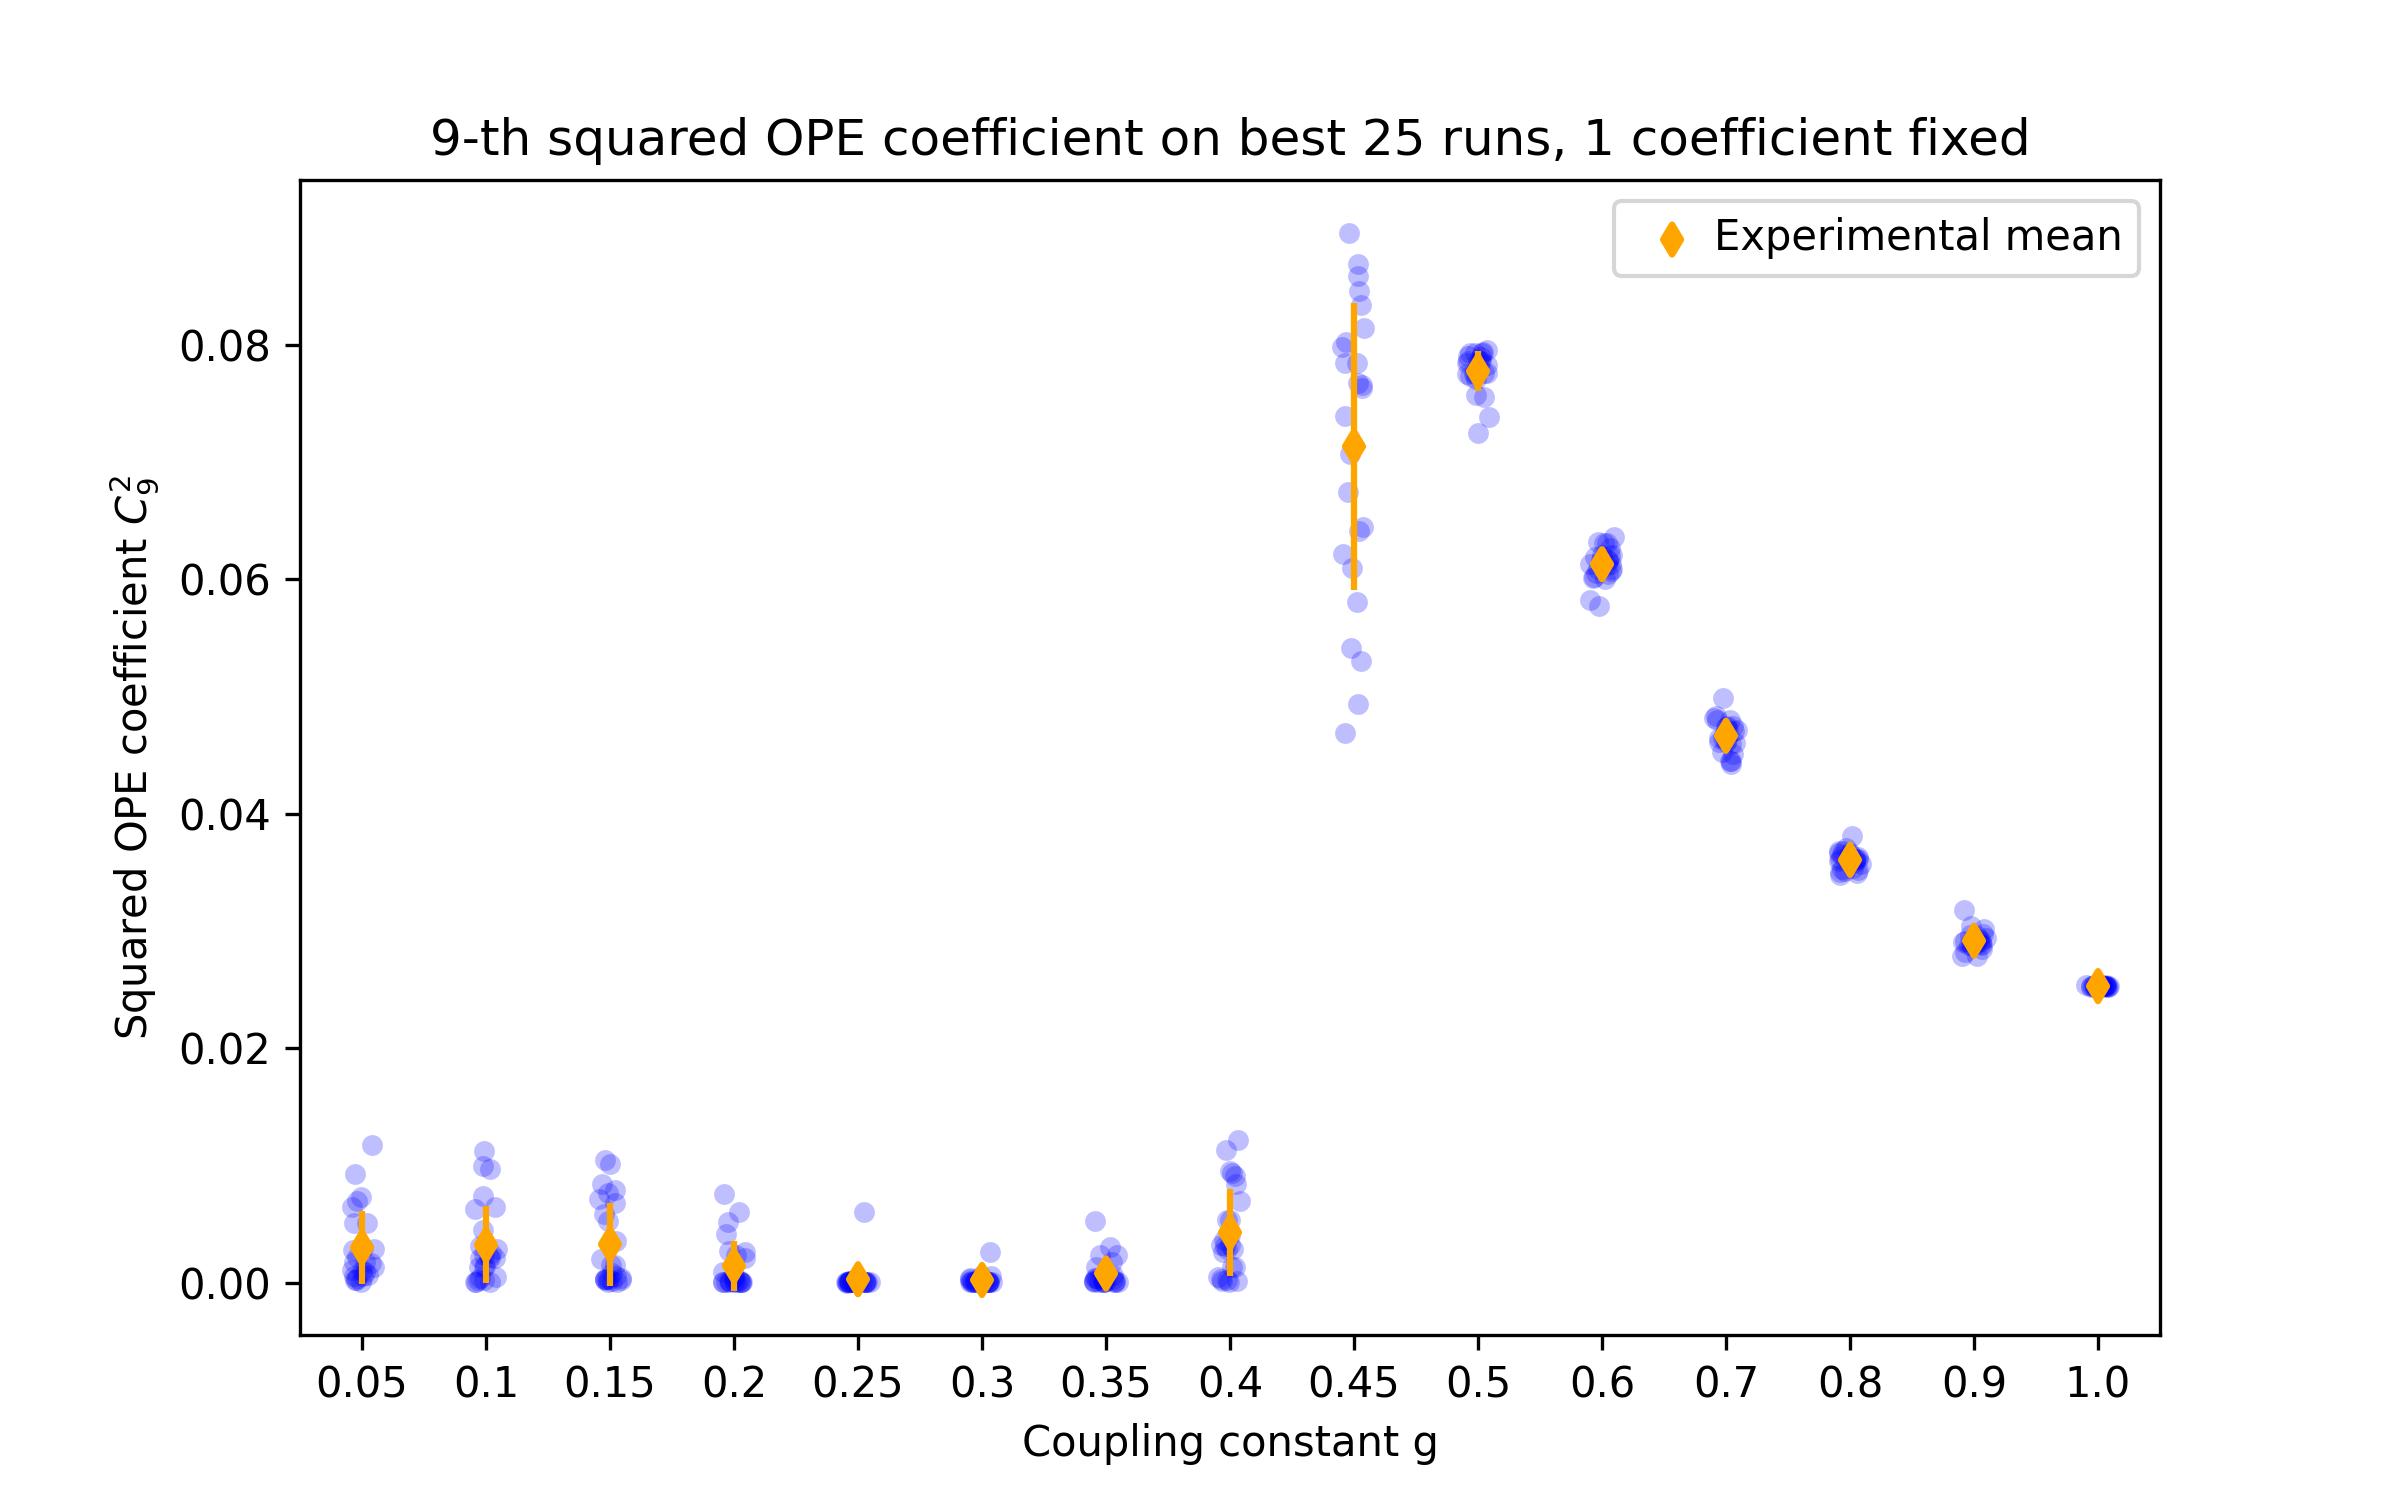 9-th squared OPE coefficient on best 25 runs, 1 coefficient fixed
Experimental mean
Squared OPE coefficient $C_9^2$
0.08
0.06
0.04
0.02
0.00
0.05 0.1 0.15 0.2 0.25 0.3 0.35 0.4 0.45 0.5 0.6 0.7 0.8 0.9 1.0
Coupling constant g